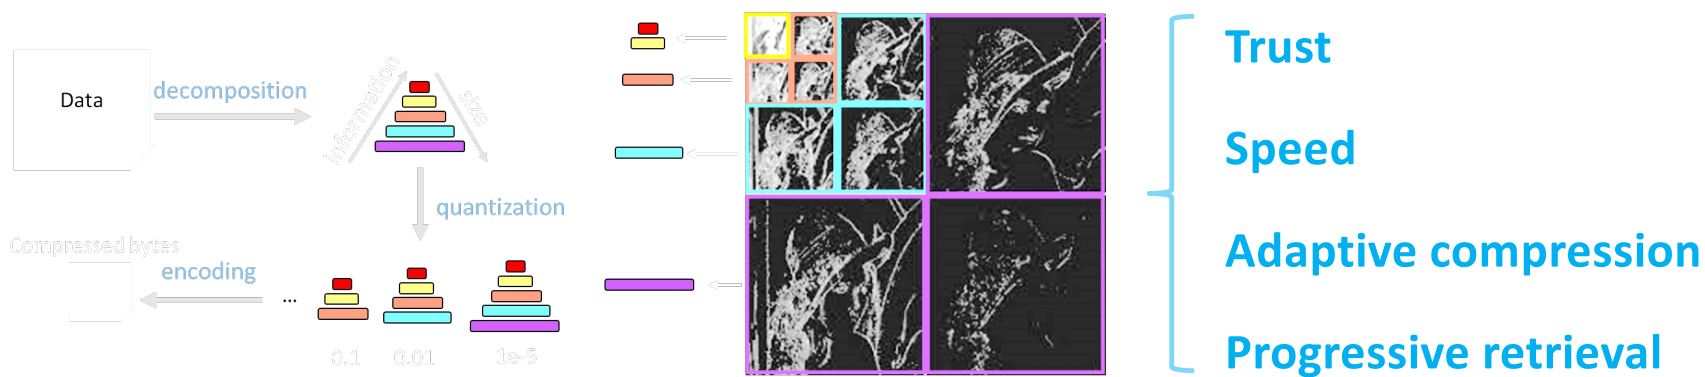 Data
decomposition
information
size
quantization
Compressed bytes
encoding
...
0.1
0.01
1e-5
Trust
Speed
Adaptive compression
Progressive retrieval